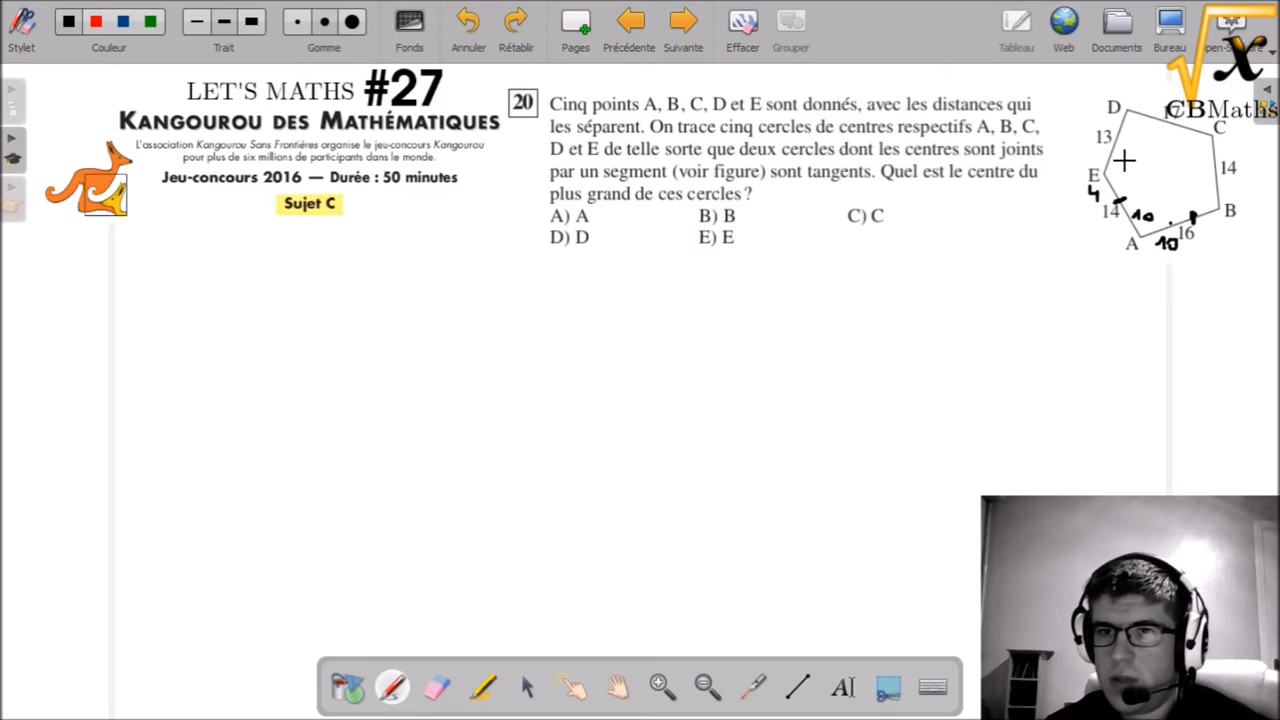 Stylet
Couleur
Trait
Gomme
Fonds
Annuler
Rétablir
Pages
Précédente
Suivante
Effacer
Grouper
Tableau
Web
Documents
Bureau
CBMaths
LET'S MATHS #27
KANGOUROU DES MATHÉMATIQUES
L'association Kangourou Sans Frontières organise le jeu-concours Kangourou
pour plus de six millions de participants dans le monde.
Jeu-concours 2016 — Durée : 50 minutes
Sujet C
20
Cinq points A, B, C, D et E sont donnés, avec les distances qui
les séparent. On trace cinq cercles de centres respectifs A, B, C,
D et E de telle sorte que deux cercles dont les centres sont joints
par un segment (voir figure) sont tangents. Quel est le centre du
plus grand de ces cercles ?
A) A B) B C) C
D) D E) E
D
C
13
E
14
4
14
10
B
16
A
10
AI